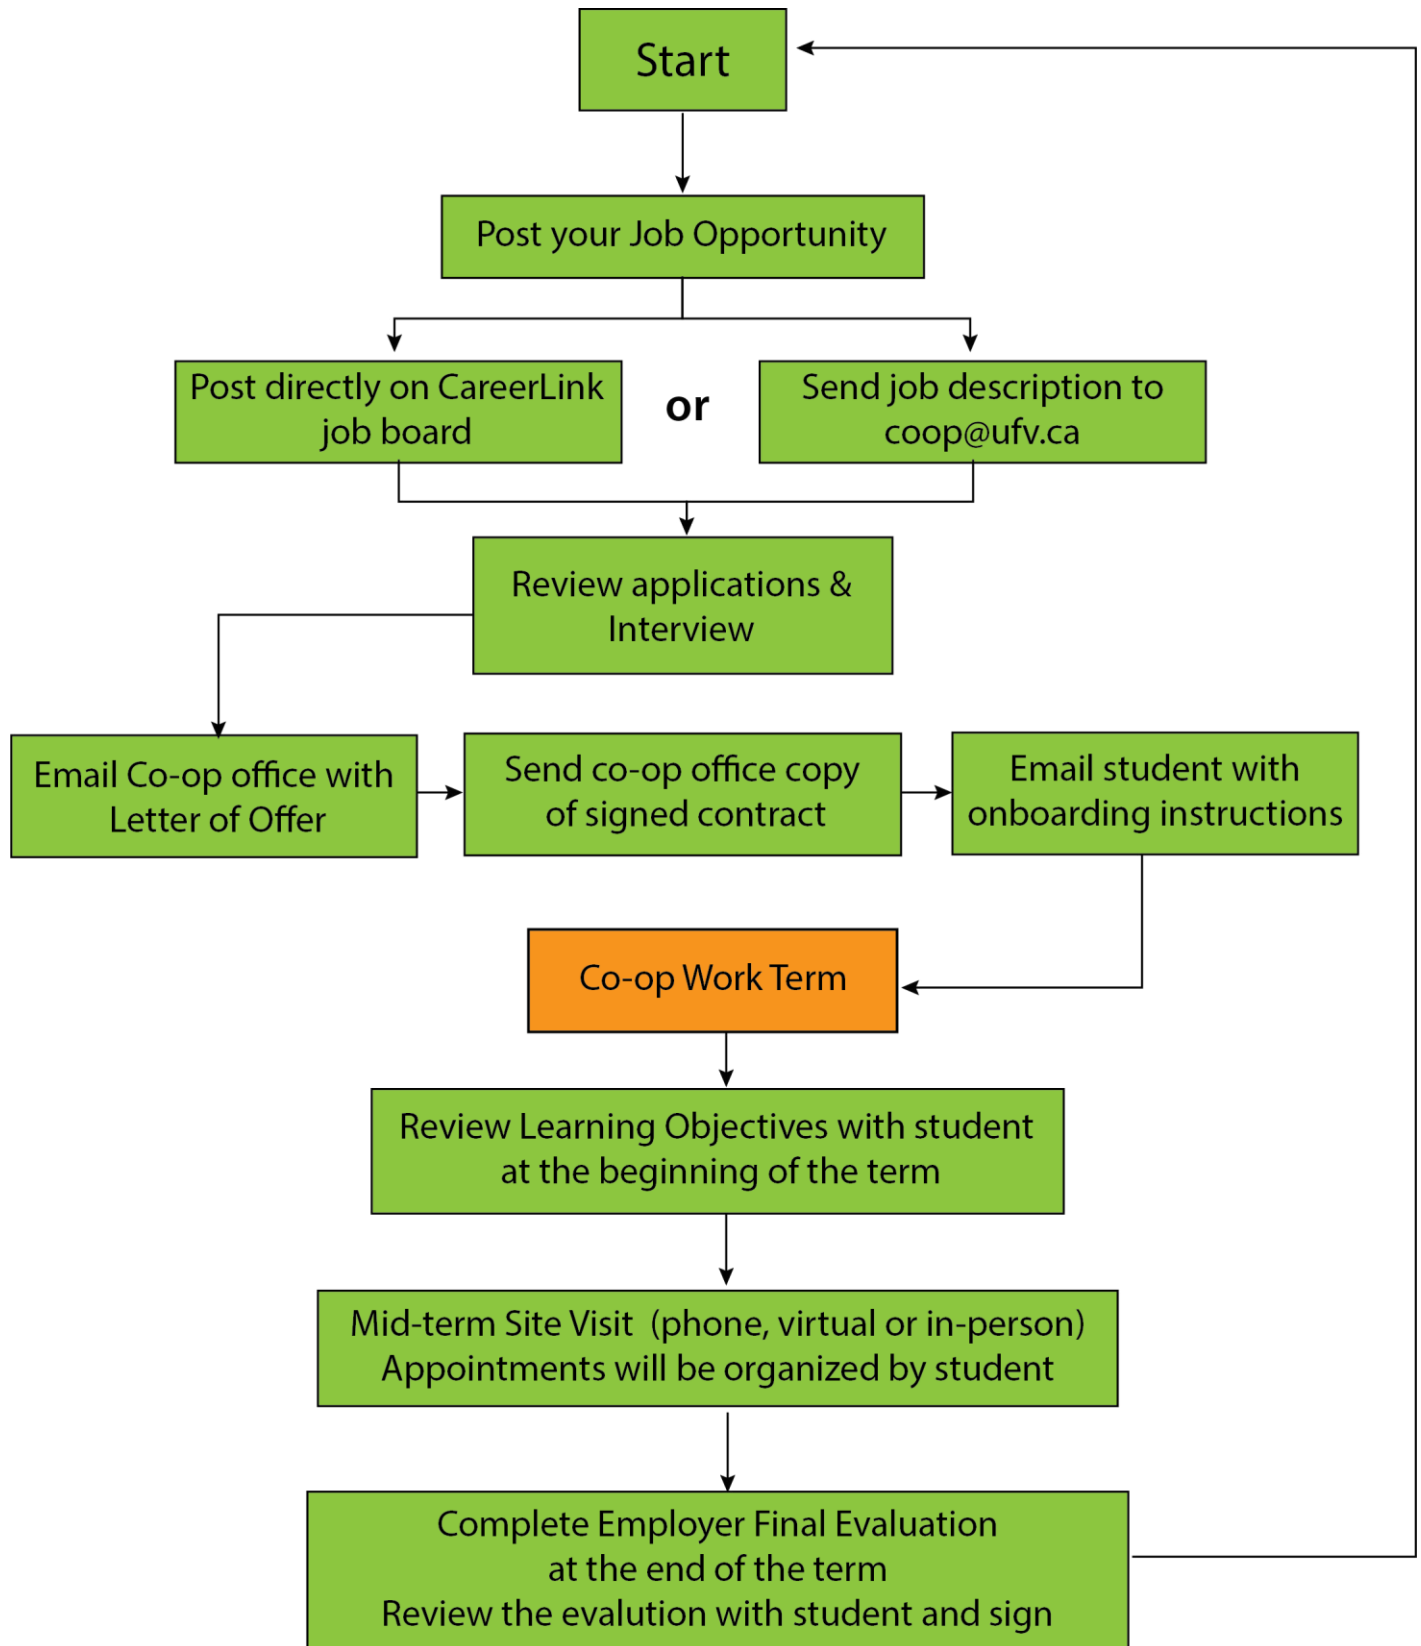 Start
Post your Job Opportunity
Post directly on CareerLink
job board
or
Send job description to
coop@ufv.ca
Review applications &
Interview
Email Co-op office with
Letter of Offer
Send co-op office copy
of signed contract
Email student with
onboarding instructions
Co-op Work Term
Review Learning Objectives with student
at the beginning of the term
Mid-term Site Visit  (phone, virtual or in-person)
Appointments will be organized by student
Complete Employer Final Evaluation
at the end of the term
Review the evalution with student and sign